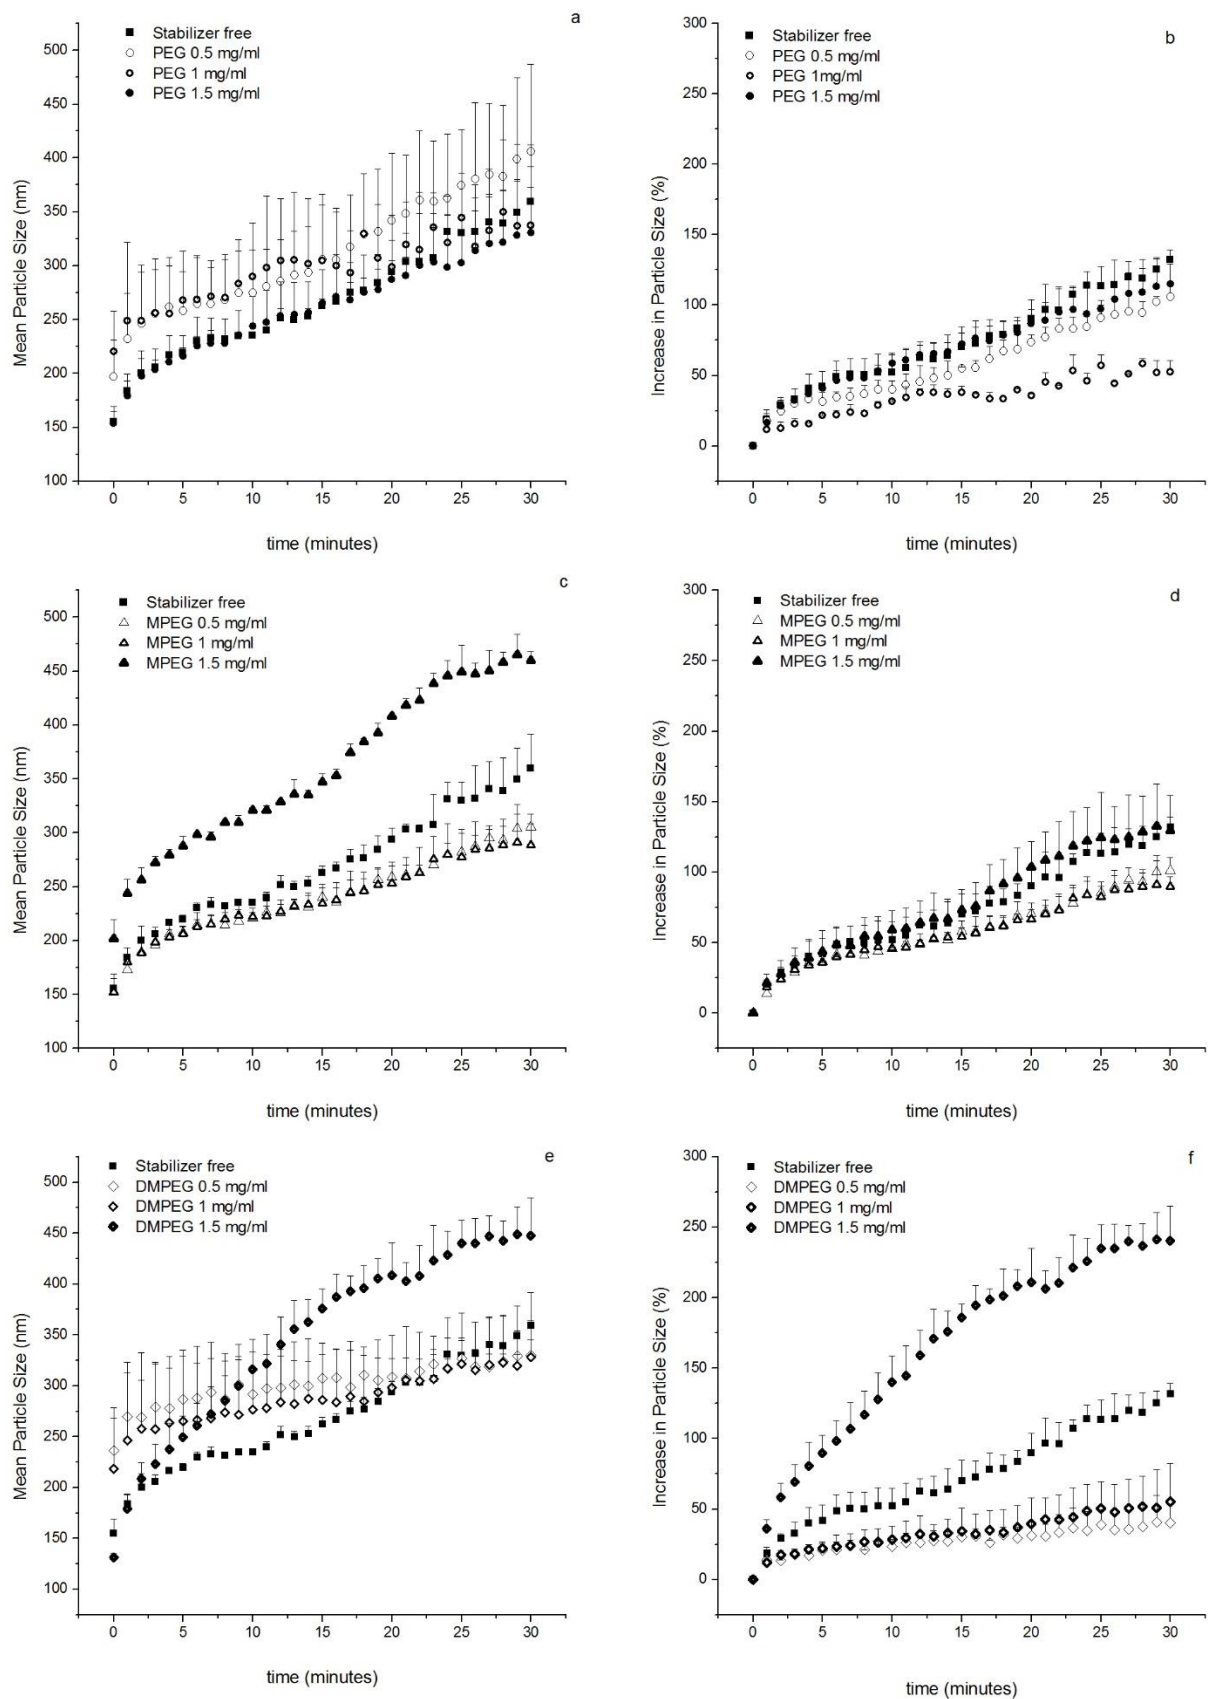 a
Stabilizer free
PEG 0.5 mg/ml
PEG 1 mg/ml
PEG 1.5 mg/ml
500
450
400
350
300
250
200
150
100
Mean Particle Size (nm)
0 5 10 15 20 25 30
time (minutes)
b
Stabilizer free
PEG 0.5 mg/ml
PEG 1mg/ml
PEG 1.5 mg/ml
300
250
200
150
100
50
0
Increase in Particle Size (%)
0 5 10 15 20 25 30
time (minutes)
c
Stabilizer free
MPEG 0.5 mg/ml
MPEG 1 mg/ml
MPEG 1.5 mg/ml
500
450
400
350
300
250
200
150
100
Mean Particle Size (nm)
0 5 10 15 20 25 30
time (minutes)
d
Stabilizer free
MPEG 0.5 mg/ml
MPEG 1 mg/ml
MPEG 1.5 mg/ml
300
250
200
150
100
50
0
Increase in Particle Size (%)
0 5 10 15 20 25 30
time (minutes)
e
Stabilizer free
DMPEG 0.5 mg/ml
DMPEG 1 mg/ml
DMPEG 1.5 mg/ml
500
450
400
350
300
250
200
150
100
Mean Particle Size (nm)
0 5 10 15 20 25 30
time (minutes)
f
Stabilizer free
DMPEG 0.5 mg/ml
DMPEG 1 mg/ml
DMPEG 1.5 mg/ml
300
250
200
150
100
50
0
Increase in Particle Size (%)
0 5 10 15 20 25 30
time (minutes)